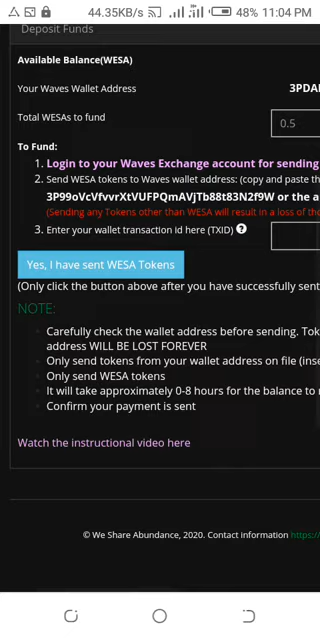 44.35KB/s 48% 11:04 PM
Deposit Funds
Available Balance(WESA)
Your Waves Wallet Address 3PDA
Total WESAs to fund 0.5
To Fund:
1. Login to your Waves Exchange account for sending
2. Send WESA tokens to Waves wallet address: (copy and paste th
3P99oVcVfvvrXtVUFPQmAVjTb88t83N2f9W or the a
(Sending any Tokens other than WESA will result in a loss of tho
3. Enter your wallet transaction id here (TXID) ?
Yes, I have sent WESA Tokens
(Only click the button above after you have successfully sent
NOTE:
Carefully check the wallet address before sending. Tok
address WILL BE LOST FOREVER
Only send tokens from your wallet address on file (inse
Only send WESA tokens
It will take approximately 0-8 hours for the balance to
Confirm your payment is sent
Watch the instructional video here
© We Share Abundance, 2020. Contact information https:/